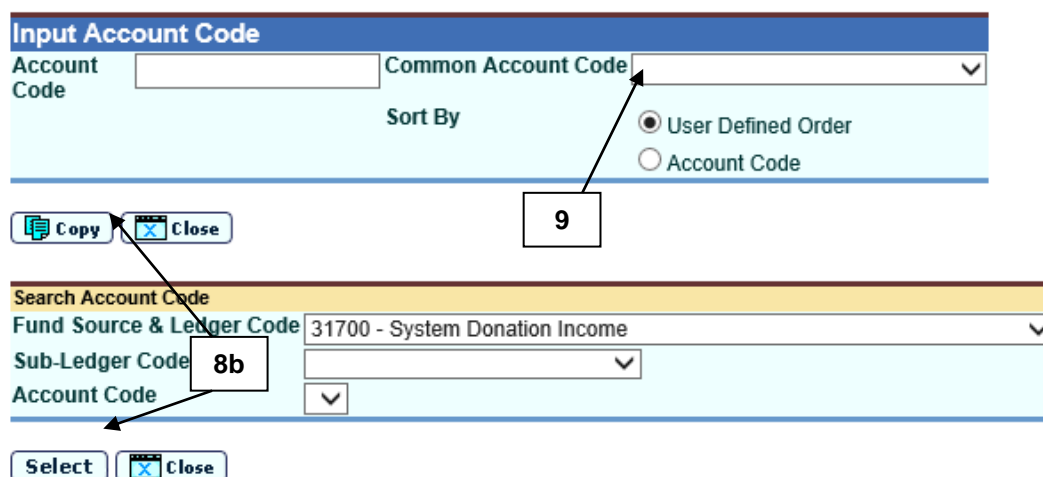 Input Account Code
Account Code Common Account Code
Sort By User Defined Order
Account Code
9
Copy Close
Search Account Code
Fund Source & Ledger Code 31700 - System Donation Income
Sub-Ledger Code
8b
Account Code
Select Close